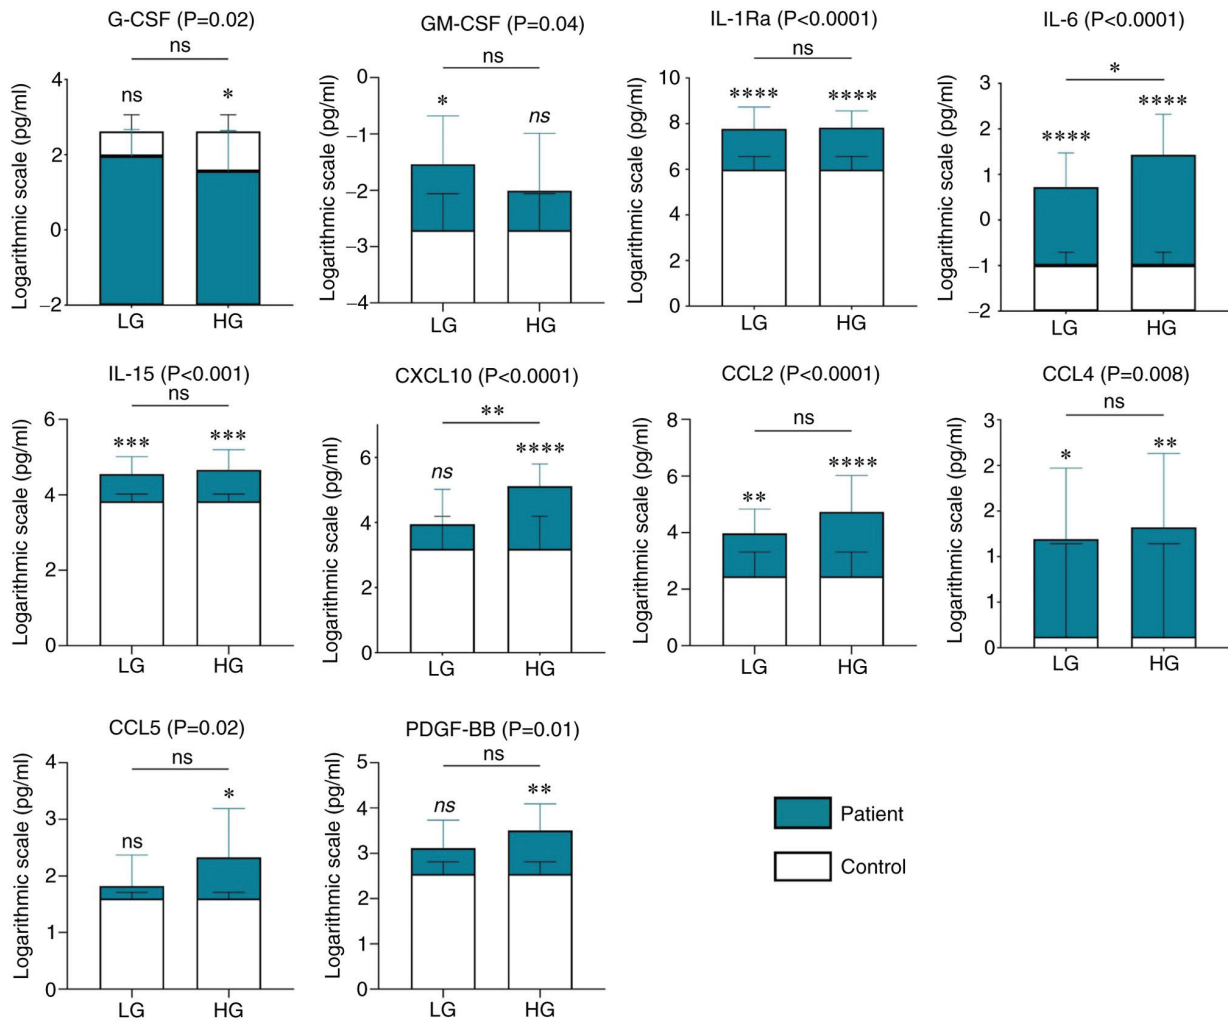 G-CSF (P=0.02)
ns
ns
*
Logarithmic scale (pg/ml)
4
2
0
−2
LG
HG
GM-CSF (P=0.04)
ns
*
ns
Logarithmic scale (pg/ml)
0
−1
−2
−3
−4
LG
HG
IL-1Ra (P<0.0001)
ns
****
****
Logarithmic scale (pg/ml)
10
8
6
4
2
0
LG
HG
IL-6 (P<0.0001)
*
****
****
Logarithmic scale (pg/ml)
3
2
1
0
−1
−2
LG
HG
IL-15 (P<0.001)
ns
***
***
Logarithmic scale (pg/ml)
6
4
2
0
LG
HG
CXCL10 (P<0.0001)
**
ns
****
Logarithmic scale (pg/ml)
6
4
2
0
LG
HG
CCL2 (P<0.0001)
ns
**
****
Logarithmic scale (pg/ml)
8
6
4
2
0
LG
HG
CCL4 (P=0.008)
ns
*
**
Logarithmic scale (pg/ml)
3
2
2
1
1
0
LG
HG
CCL5 (P=0.02)
ns
ns
*
Logarithmic scale (pg/ml)
4
3
2
1
0
LG
HG
PDGF-BB (P=0.01)
ns
ns
**
Logarithmic scale (pg/ml)
5
4
3
2
1
0
LG
HG
Patient
Control